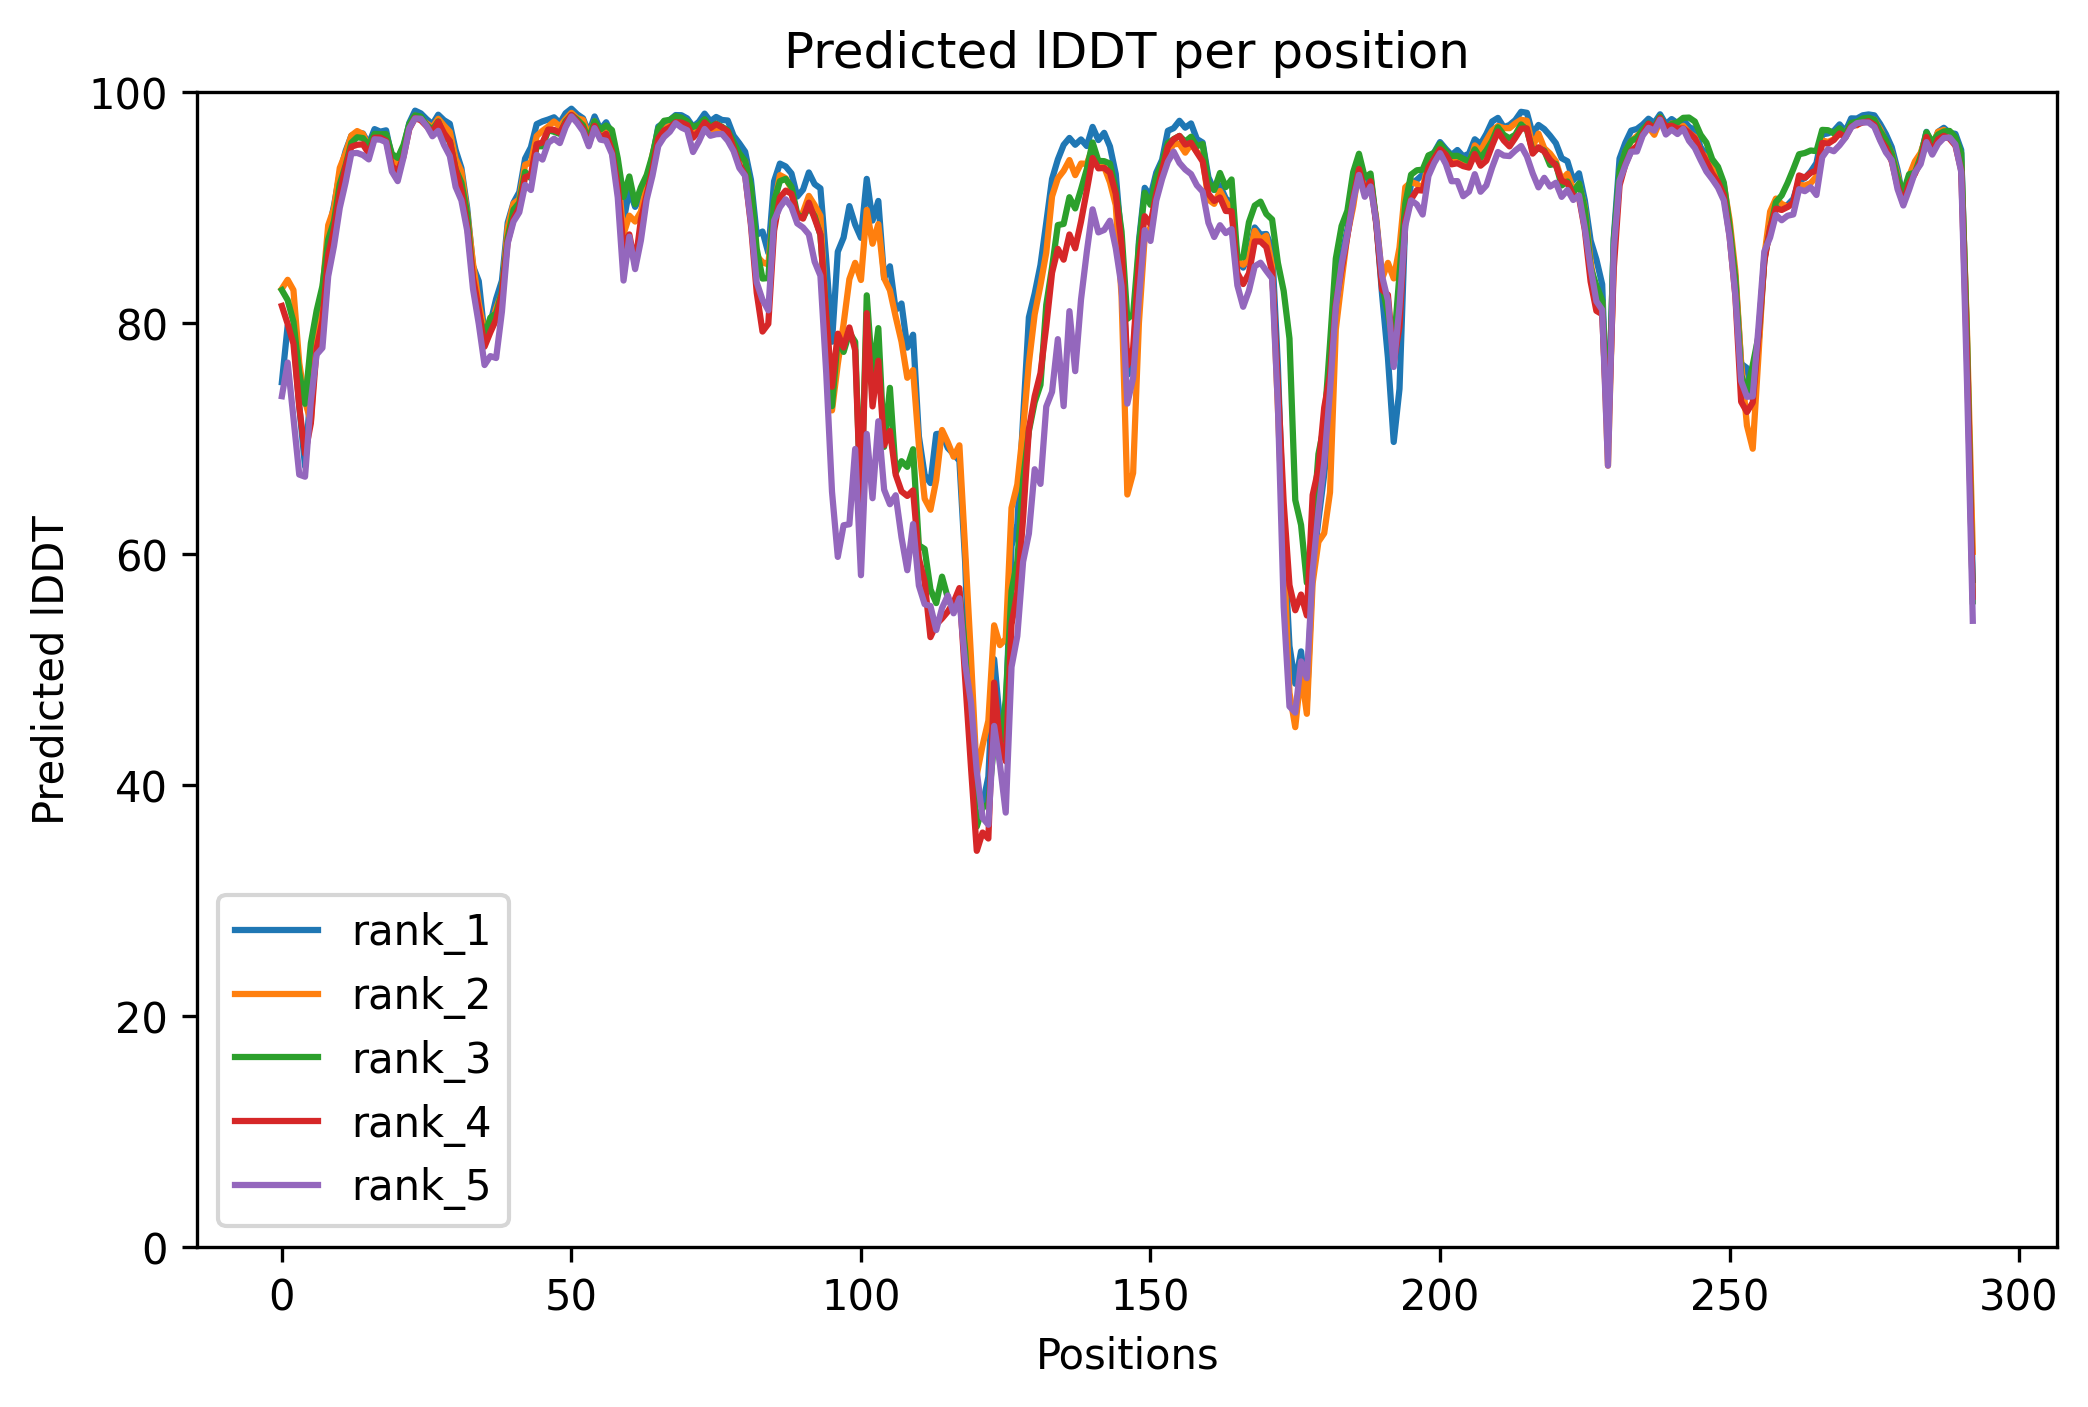 Predicted lDDT per position
100
80
60
40
20
0
Predicted lDDT
rank_1
rank_2
rank_3
rank_4
rank_5
0 50 100 150 200 250 300
Positions